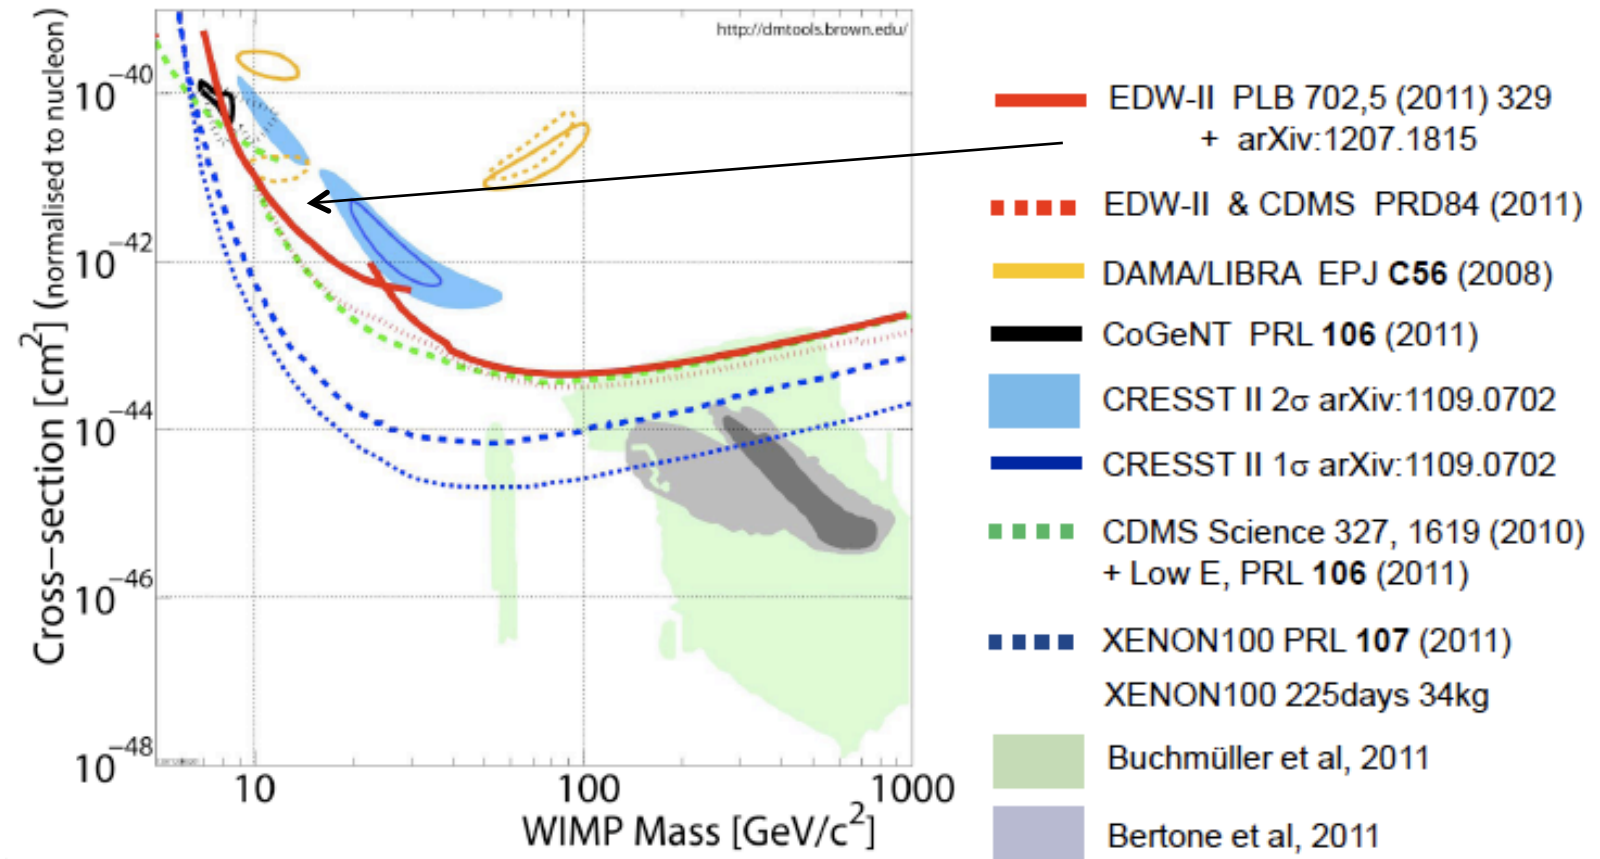 http://dmtools.brown.edu/
Cross-section [cm²] (normalised to nucleon)
10⁻⁴⁰
10⁻⁴²
10⁻⁴⁴
10⁻⁴⁶
10⁻⁴⁸
10
100
1000
WIMP Mass [GeV/c²]
EDW-II PLB 702,5 (2011) 329
+ arXiv:1207.1815
EDW-II & CDMS PRD84 (2011)
DAMA/LIBRA EPJ C56 (2008)
CoGeNT PRL 106 (2011)
CRESST II 2σ arXiv:1109.0702
CRESST II 1σ arXiv:1109.0702
CDMS Science 327, 1619 (2010)
+ Low E, PRL 106 (2011)
XENON100 PRL 107 (2011)
XENON100 225days 34kg
Buchmüller et al, 2011
Bertone et al, 2011